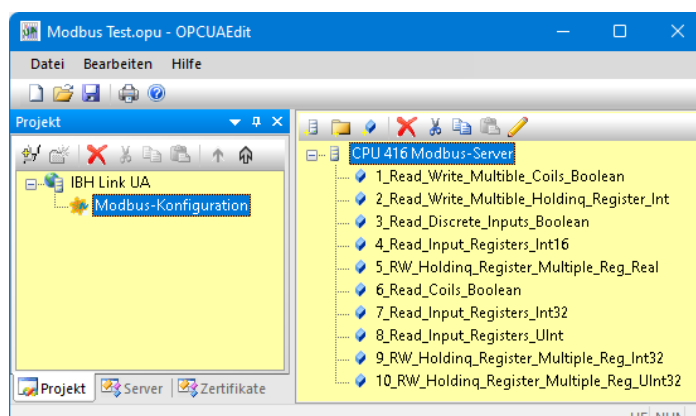 Modbus Test.opu - OPCUAEdit
Datei Bearbeiten Hilfe
Projekt
IBH Link UA
Modbus-Konfiguration
Projekt Server Zertifikate
CPU 416 Modbus-Server
1_Read_Write_Multible_Coils_Boolean
2_Read_Write_Multible_Holding_Register_Int
3_Read_Discrete_Inputs_Boolean
4_Read_Input_Registers_Int16
5_RW_Holding_Register_Multiple_Reg_Real
6_Read_Coils_Boolean
7_Read_Input_Registers_Int32
8_Read_Input_Registers_UInt
9_RW_Holding_Register_Multiple_Reg_Int32
10_RW_Holding_Register_Multiple_Reg_UInt32